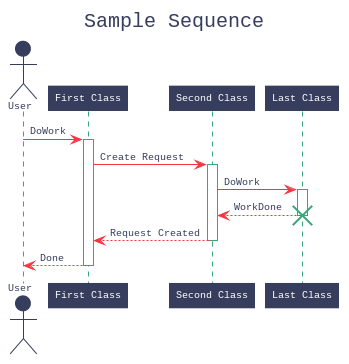 Sample Sequence
User
First Class
Second Class
Last Class
DoWork
Create Request
DoWork
WorkDone
Request Created
Done
User
First Class
Second Class
Last Class